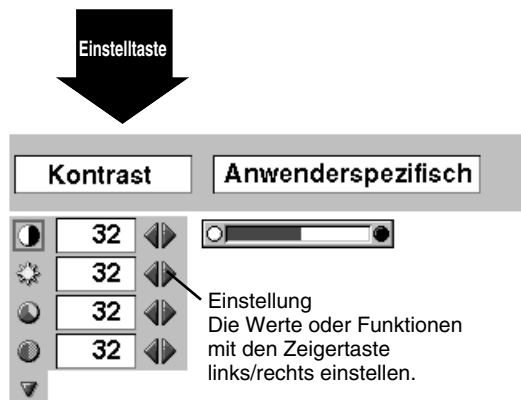 Einstelltaste
Kontrast Anwenderspezifisch
32
32
32
32
Einstellung
Die Werte oder Funktionen
mit den Zeigertaste
links/rechts einstellen.